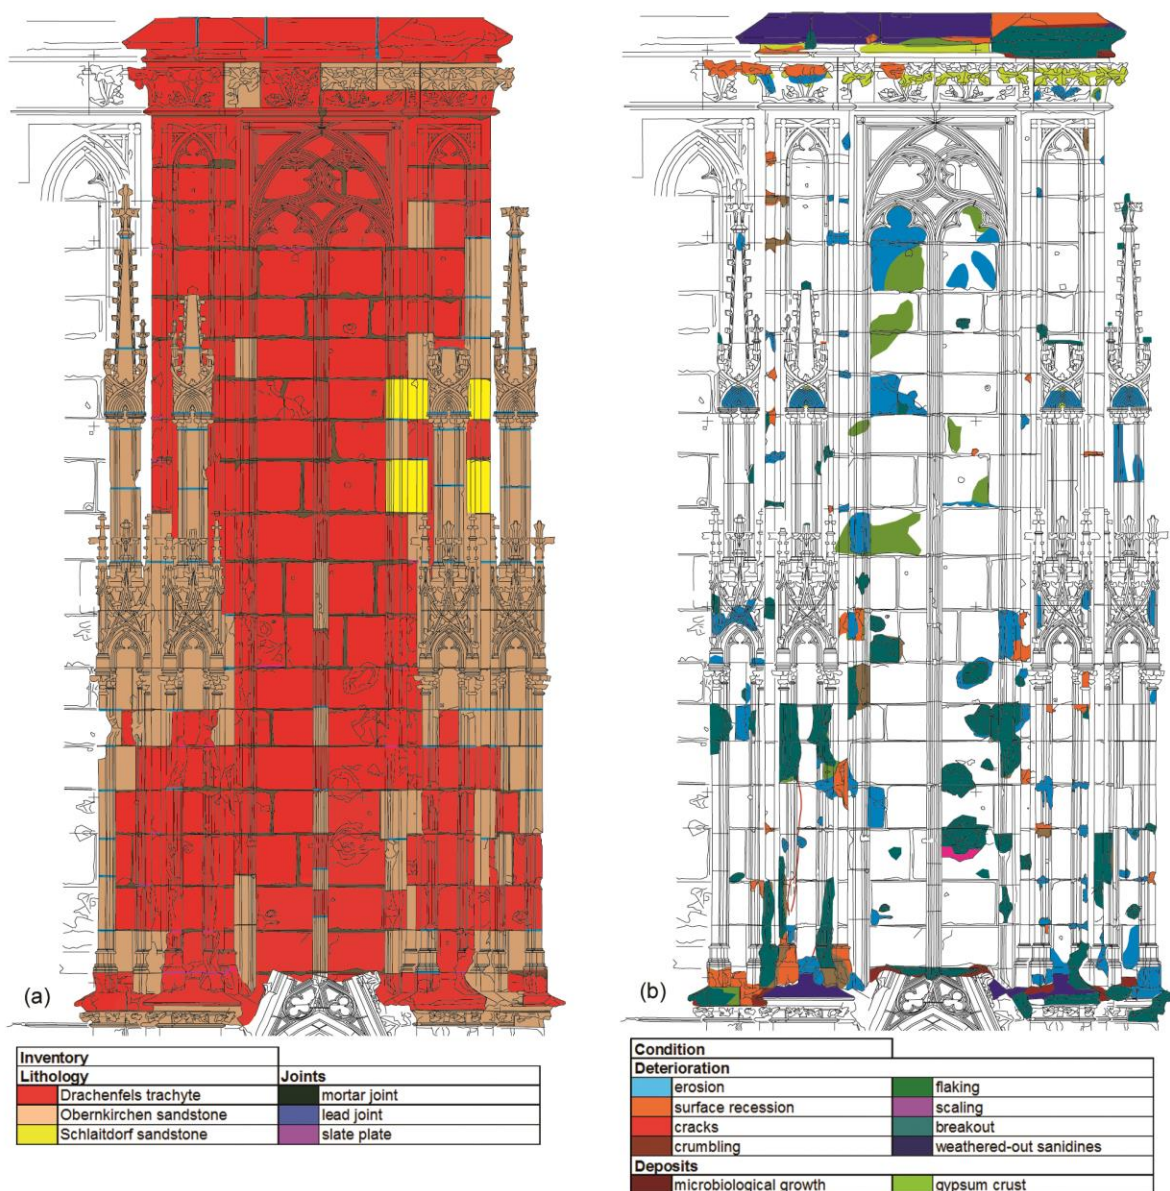 (a)
(b)
Inventory
Lithology Joints
Drachenfels trachyte mortar joint
Obernkirchen sandstone lead joint
Schlaitdorf sandstone slate plate
Condition
Deterioration
erosion flaking
surface recession scaling
cracks breakout
crumbling weathered-out sanidines
Deposits
microbiological growth gypsum crust